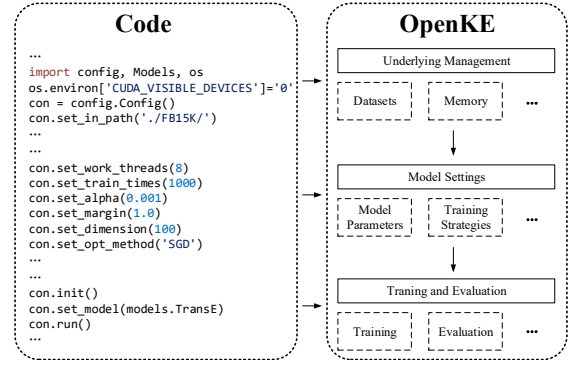 Code
...
import config, Models, os
os.environ['CUDA_VISIBLE_DEVICES']='0'
con = config.Config()
con.set_in_path('./FB15K/')
...
...
con.set_work_threads(8)
con.set_train_times(1000)
con.set_alpha(0.001)
con.set_margin(1.0)
con.set_dimension(100)
con.set_opt_method('SGD')
...
...
con.init()
con.set_model(models.TransE)
con.run()
...
OpenKE
Underlying Management
Datasets
Memory
...
Model Settings
Model
Parameters
Training
Strategies
...
Traning and Evaluation
Training
Evaluation
...